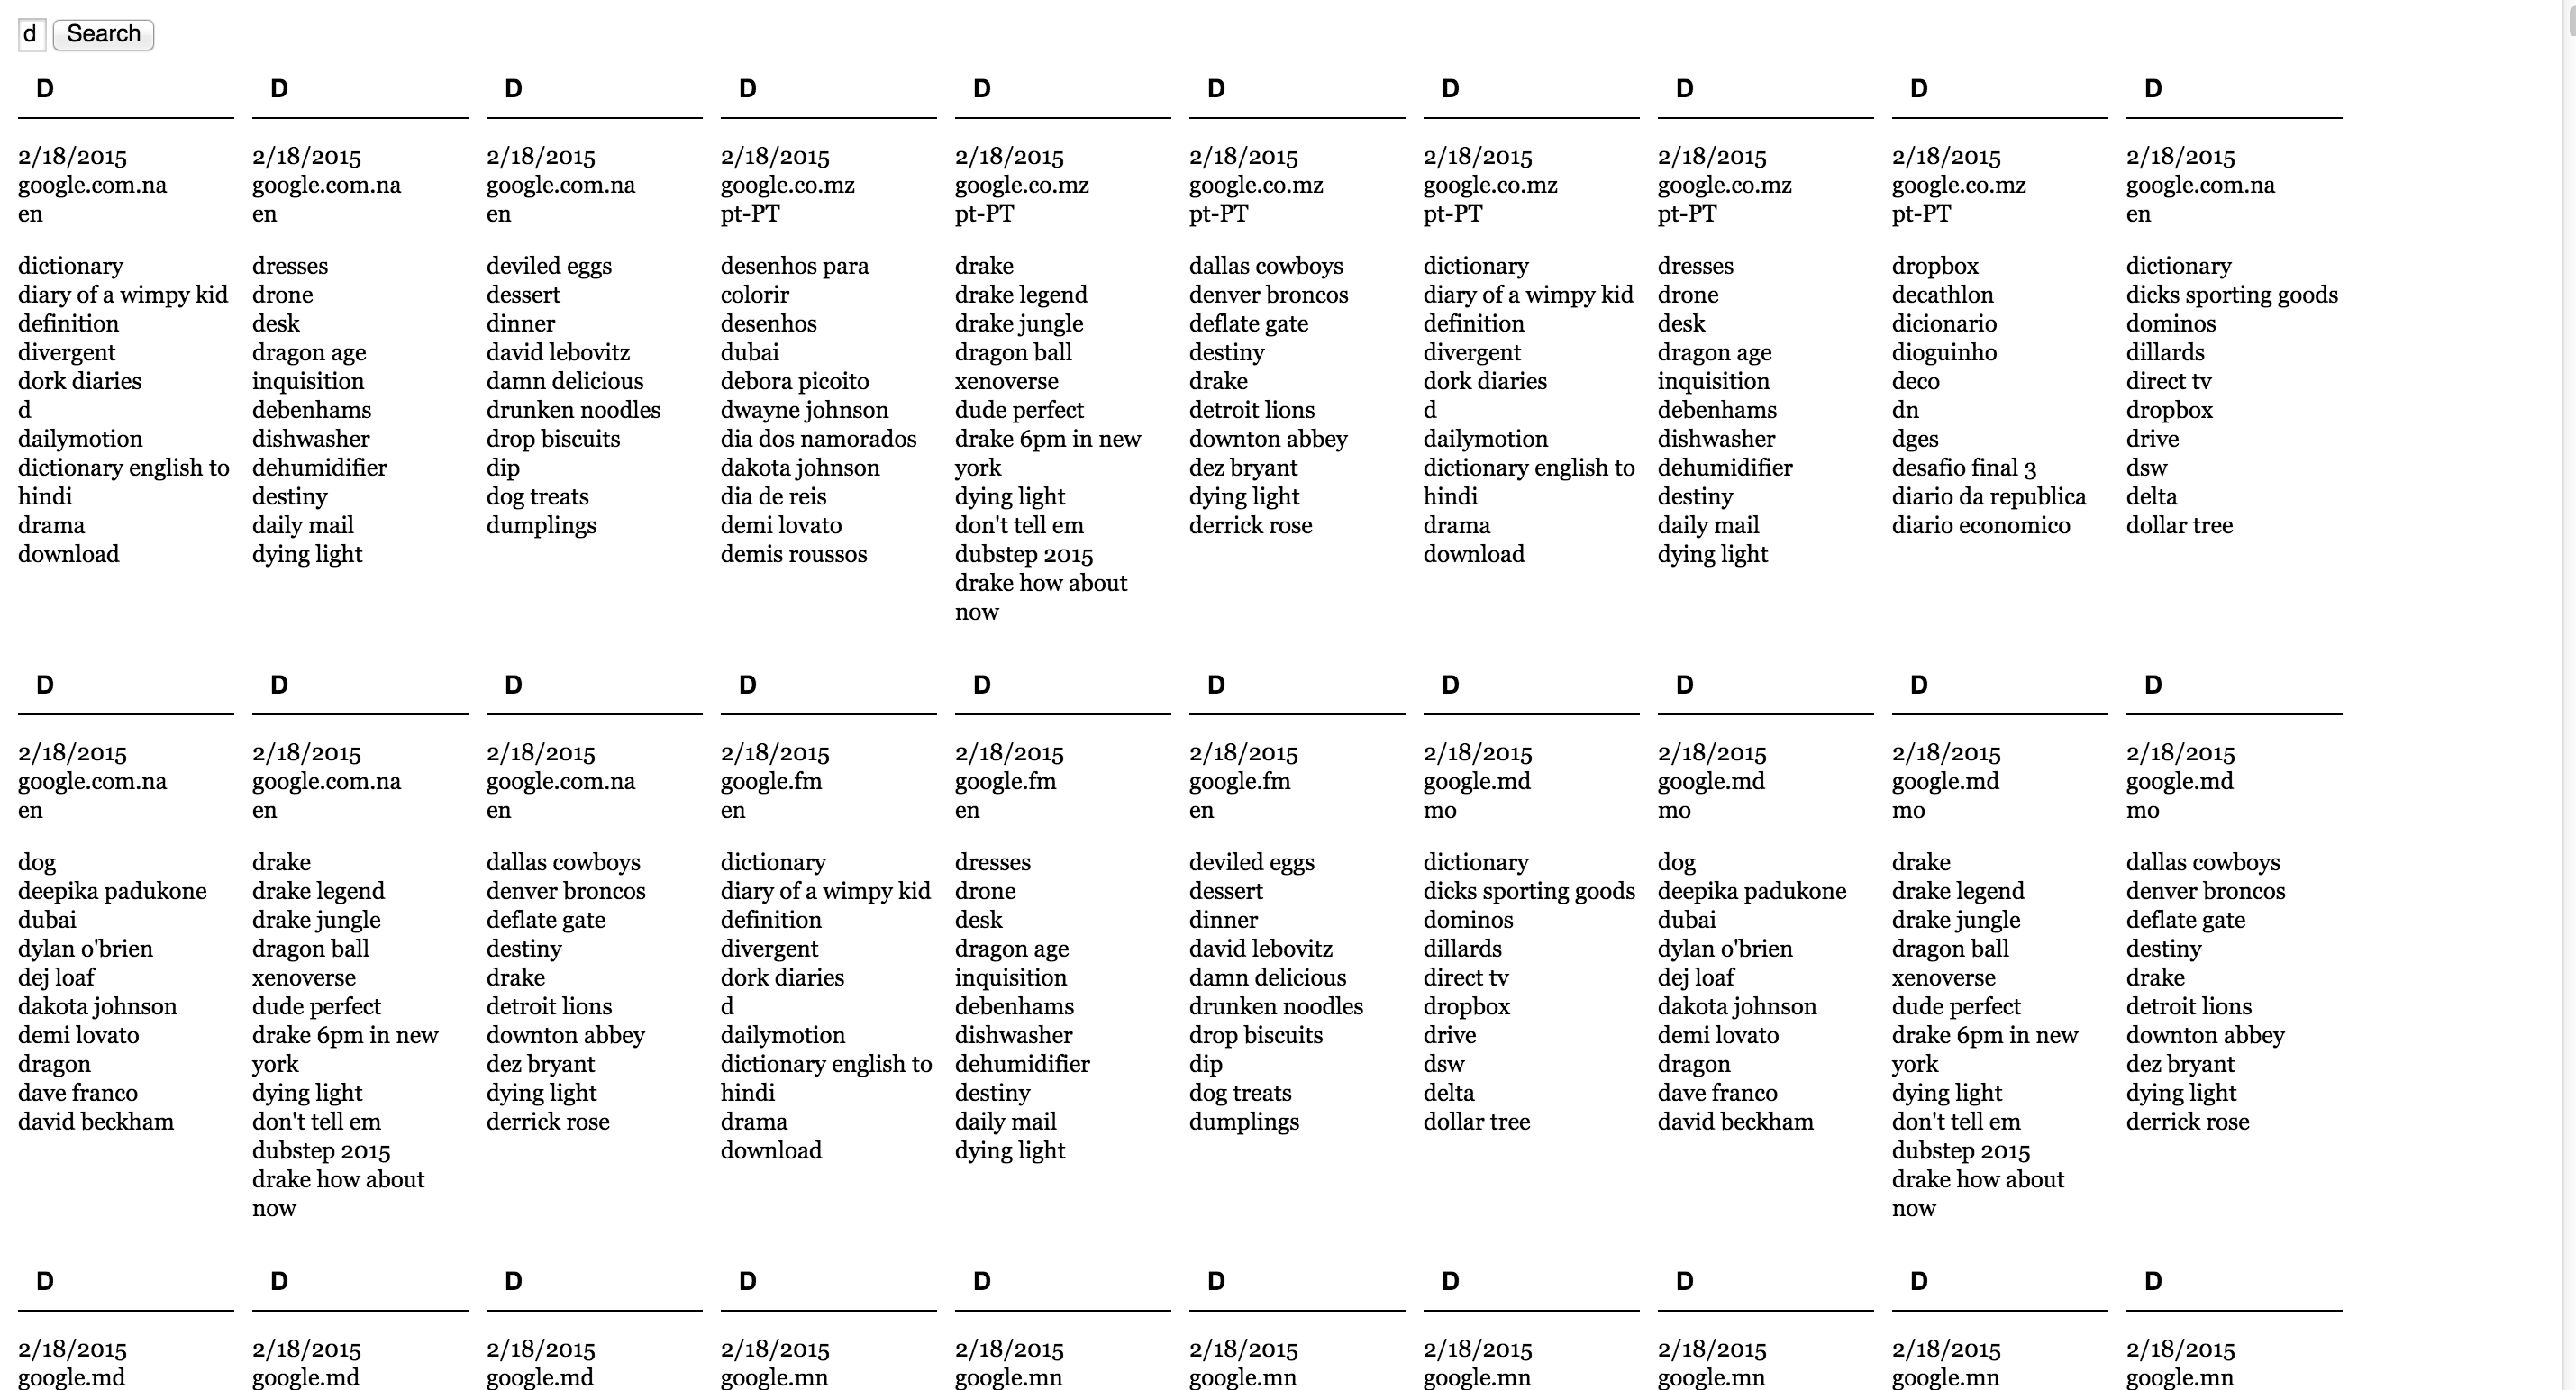 d Search
D
2/18/2015
google.com.na
en
dictionary
diary of a wimpy kid
definition
divergent
dork diaries
d
dailymotion
dictionary english to
hindi
drama
download
D
2/18/2015
google.com.na
en
dresses
drone
desk
dragon age
inquisition
debenhams
dishwasher
dehumidifier
destiny
daily mail
dying light
D
2/18/2015
google.com.na
en
deviled eggs
dessert
dinner
david lebovitz
damn delicious
drunken noodles
drop biscuits
dip
dog treats
dumplings
D
2/18/2015
google.co.mz
pt-PT
desenhos para
colorir
desenhos
dubai
debora picoito
dwayne johnson
dia dos namorados
dakota johnson
dia de reis
demi lovato
demis roussos
D
2/18/2015
google.co.mz
pt-PT
drake
drake legend
drake jungle
dragon ball
xenoverse
dude perfect
drake 6pm in new
york
dying light
don't tell em
dubstep 2015
drake how about
now
D
2/18/2015
google.co.mz
pt-PT
dallas cowboys
denver broncos
deflate gate
destiny
drake
detroit lions
downton abbey
dez bryant
dying light
derrick rose
D
2/18/2015
google.co.mz
pt-PT
dictionary
diary of a wimpy kid
definition
divergent
dork diaries
d
dailymotion
dictionary english to
hindi
drama
download
D
2/18/2015
google.co.mz
pt-PT
dresses
drone
desk
dragon age
inquisition
debenhams
dishwasher
dehumidifier
destiny
daily mail
dying light
D
2/18/2015
google.co.mz
pt-PT
dropbox
decathlon
dicionario
dioguinho
deco
dn
dges
desafio final 3
diario da republica
diario economico
D
2/18/2015
google.com.na
en
dictionary
dicks sporting goods
dominos
dillards
direct tv
dropbox
drive
dsw
delta
dollar tree
D
2/18/2015
google.com.na
en
dog
deepika padukone
dubai
dylan o'brien
dej loaf
dakota johnson
demi lovato
dragon
dave franco
david beckham
D
2/18/2015
google.com.na
en
drake
drake legend
drake jungle
dragon ball
xenoverse
dude perfect
drake 6pm in new
york
dying light
don't tell em
dubstep 2015
drake how about
now
D
2/18/2015
google.com.na
en
dallas cowboys
denver broncos
deflate gate
destiny
drake
detroit lions
downton abbey
dez bryant
dying light
derrick rose
D
2/18/2015
google.fm
en
dictionary
diary of a wimpy kid
definition
divergent
dork diaries
d
dailymotion
dictionary english to
hindi
drama
download
D
2/18/2015
google.fm
en
dresses
drone
desk
dragon age
inquisition
debenhams
dishwasher
dehumidifier
destiny
daily mail
dying light
D
2/18/2015
google.fm
en
deviled eggs
dessert
dinner
david lebovitz
damn delicious
drunken noodles
drop biscuits
dip
dog treats
dumplings
D
2/18/2015
google.md
mo
dictionary
dicks sporting goods
dominos
dillards
direct tv
dropbox
drive
dsw
delta
dollar tree
D
2/18/2015
google.md
mo
dog
deepika padukone
dubai
dylan o'brien
dej loaf
dakota johnson
demi lovato
dragon
dave franco
david beckham
D
2/18/2015
google.md
mo
drake
drake legend
drake jungle
dragon ball
xenoverse
dude perfect
drake 6pm in new
york
dying light
don't tell em
dubstep 2015
drake how about
now
D
2/18/2015
google.md
mo
dallas cowboys
denver broncos
deflate gate
destiny
drake
detroit lions
downton abbey
dez bryant
dying light
derrick rose
D
2/18/2015
google.md
D
2/18/2015
google.md
D
2/18/2015
google.md
D
2/18/2015
google.mn
D
2/18/2015
google.mn
D
2/18/2015
google.mn
D
2/18/2015
google.mn
D
2/18/2015
google.mn
D
2/18/2015
google.mn
D
2/18/2015
google.mn